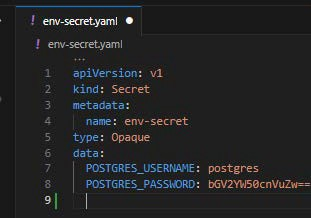 ! env-secret.yaml ●
! env-secret.yaml
...
1 apiVersion: v1
2 kind: Secret
3 metadata:
4 name: env-secret
5 type: Opaque
6 data:
7 POSTGRES_USERNAME: postgres
8 POSTGRES_PASSWORD: bGV2YW50cnVuZw==
9